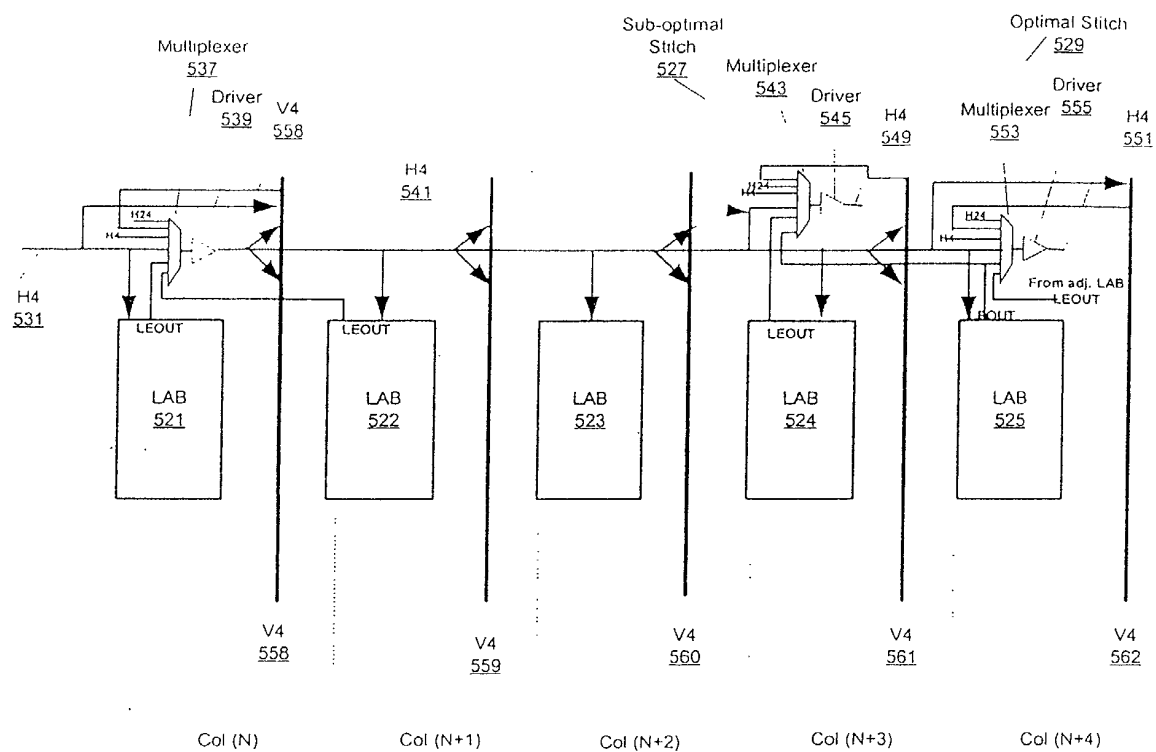 Sub-optimal
Stitch
527
Optimal Stitch
529
Multiplexer
537
Driver
539
V4
558
Multiplexer
543
Driver
545
H4
549
Multiplexer
553
Driver
555
H4
551
H4
541
H24
H4
H24
H4
H24
H4
H4
531
From adj. LAB
LEOUT
LEOUT
LEOUT
LEOUT
EOUT
LAB
521
LAB
522
LAB
523
LAB
524
LAB
525
V4
558
V4
559
V4
560
V4
561
V4
562
Col (N)
Col (N+1)
Col (N+2)
Col (N+3)
Col (N+4)